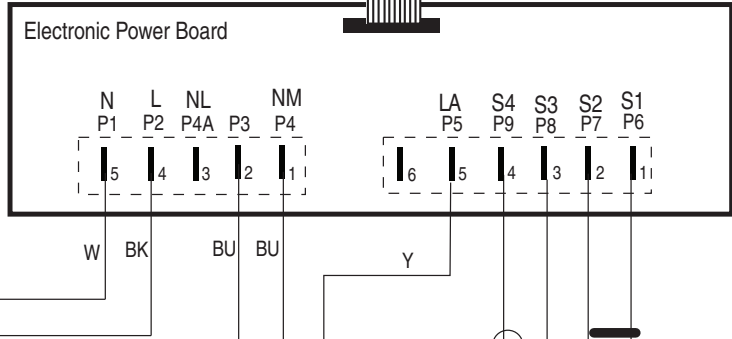 Electronic Power Board
N L NL NM LA S4 S3 S2 S1
P1 P2 P4A P3 P4 P5 P9 P8 P7 P6
5 4 3 2 1 6 5 4 3 2 1
W BK BU BU Y